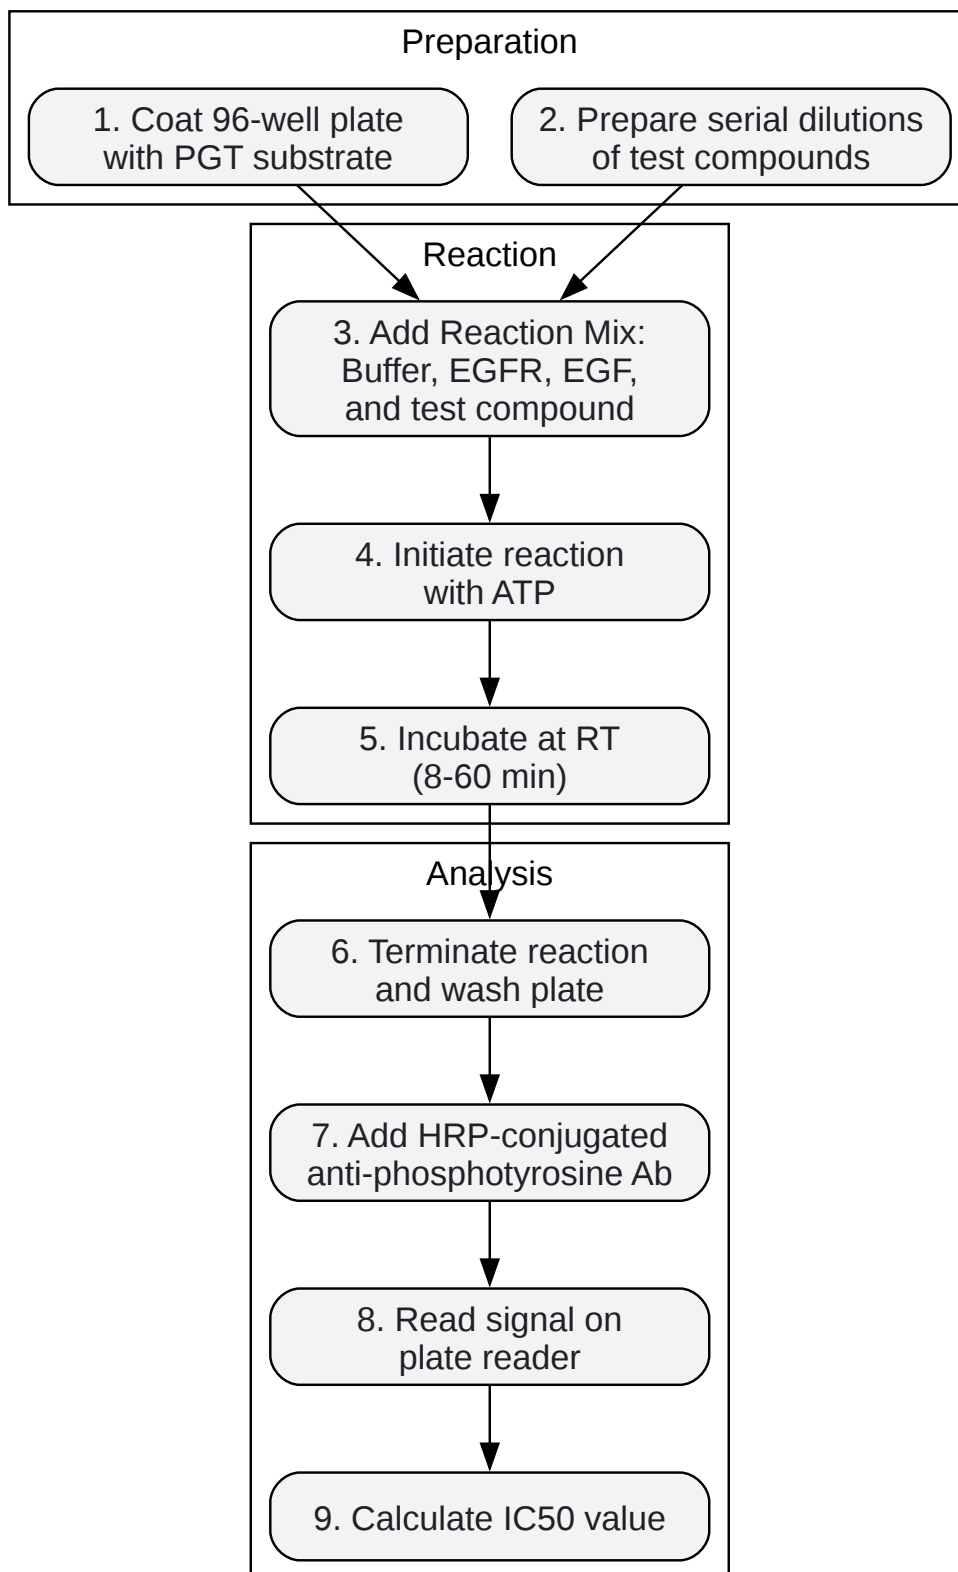 Preparation
1. Coat 96-well plate
with PGT substrate
2. Prepare serial dilutions
of test compounds
Reaction
3. Add Reaction Mix:
Buffer, EGFR, EGF,
and test compound
4. Initiate reaction
with ATP
5. Incubate at RT
(8-60 min)
Analysis
6. Terminate reaction
and wash plate
7. Add HRP-conjugated
anti-phosphotyrosine Ab
8. Read signal on
plate reader
9. Calculate IC50 value